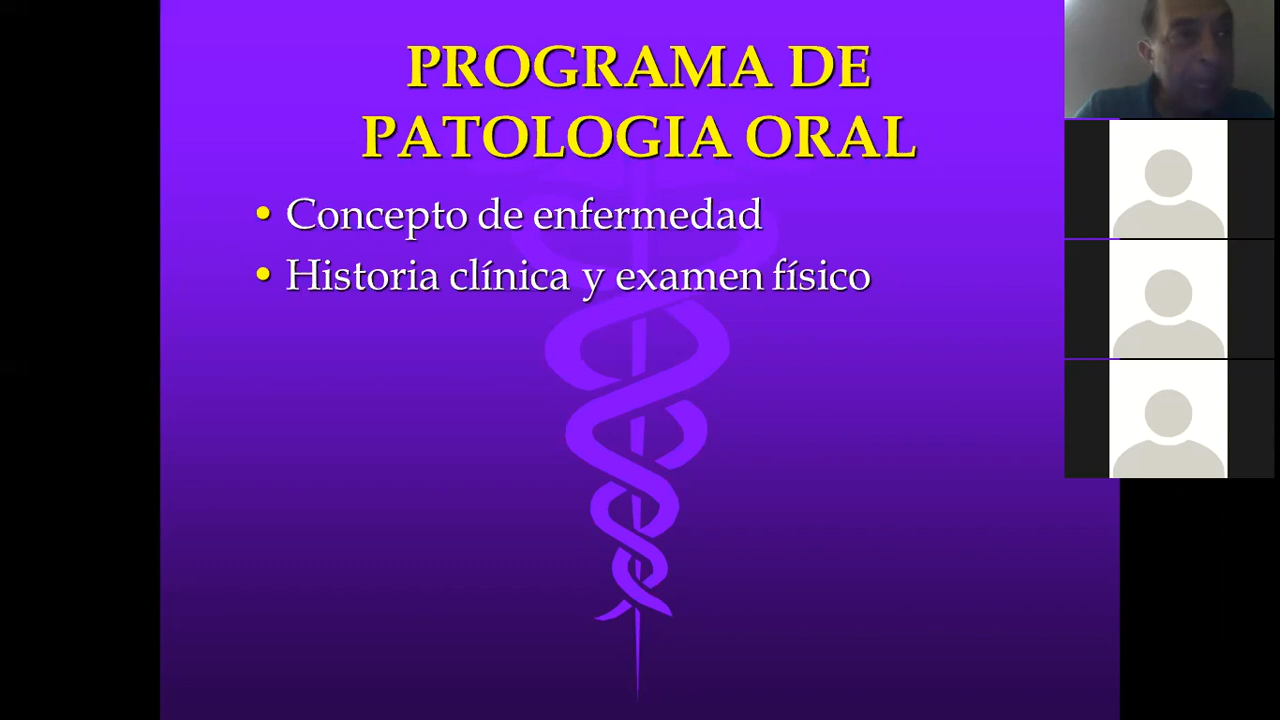 PROGRAMA DE
PATOLOGIA ORAL
• Concepto de enfermedad
• Historia clínica y examen físico